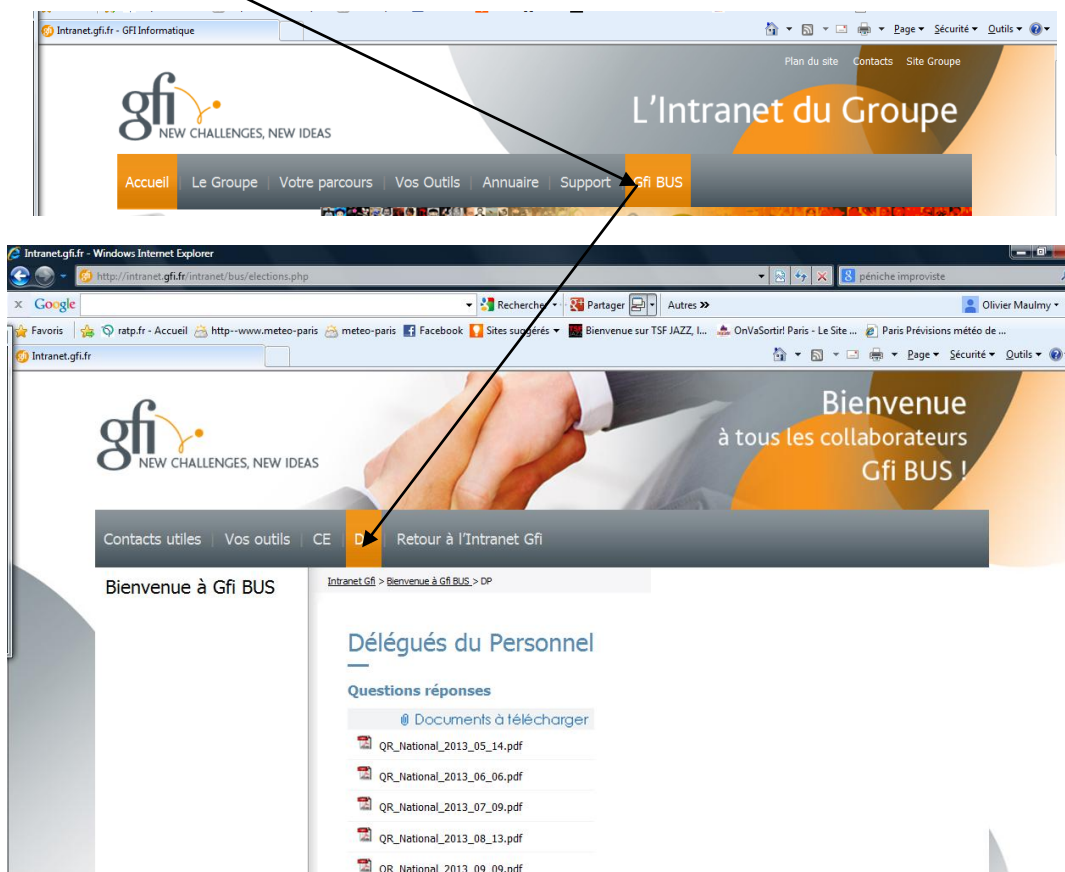 Intranet.gfi.fr - GFI Informatique
Page Sécurité Outils
Plan du site Contacts Site Groupe
gfi
NEW CHALLENGES, NEW IDEAS
L'Intranet du Groupe
Accueil | Le Groupe | Votre parcours | Vos Outils | Annuaire | Support | Gfi BUS
Intranet.gfi.fr - Windows Internet Explorer
http://intranet.gfi.fr/intranet/bus/elections.php
péniche improviste
x Google Rechercher Partager Autres » Olivier Maulmy
Favoris ratp.fr - Accueil http--www.meteo-paris meteo-paris Facebook Sites suggérés Bienvenue sur TSF JAZZ, l... OnVaSortir! Paris - Le Site ... Paris Prévisions météo de ...
Intranet.gfi.fr
Page Sécurité Outils
gfi
NEW CHALLENGES, NEW IDEAS
Bienvenue
à tous les collaborateurs
Gfi BUS !
Contacts utiles | Vos outils | CE | Retour à l'Intranet Gfi
Bienvenue à Gfi BUS
Intranet Gfi > Bienvenue à Gfi BUS > DP
Délégués du Personnel
Questions réponses
Documents à télécharger
QR_National_2013_05_14.pdf
QR_National_2013_06_06.pdf
QR_National_2013_07_09.pdf
QR_National_2013_08_13.pdf
QR_National_2013_09_09.pdf